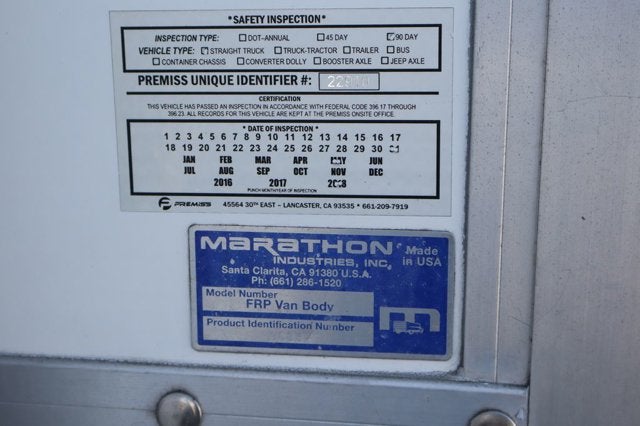 *SAFETY INSPECTION*
INSPECTION TYPE: DOT-ANNUAL 45 DAY 90 DAY
VEHICLE TYPE: STRAIGHT TRUCK TRUCK-TRACTOR TRAILER BUS
CONTAINER CHASSIS CONVERTER DOLLY BOOSTER AXLE JEEP AXLE
PREMISS UNIQUE IDENTIFIER #:
CERTIFICATION
THIS VEHICLE HAS PASSED AN INSPECTION IN ACCORDANCE WITH FEDERAL CODE 396.17 THROUGH
396.23. ALL RECORDS FOR THIS VEHICLE ARE KEPT AT THE PREMISS ONSITE OFFICE.
* DATE OF INSPECTION *
1 2 3 4 5 6 7 8 9 10 11 12 13 14 15 16 17
18 19 20 21 22 23 24 25 26 27 28 29 30 31
JAN FEB MAR APR MAY JUN
JUL AUG SEP OCT NOV DEC
2016 2017 2018
PUNCH MONTH/YEAR OF INSPECTION
PREMISS 45564 30TH EAST - LANCASTER, CA 93535 * 661-209-7919
MARATHON Made
INDUSTRIES, INC. in USA
Santa Clarita, CA 91380 U.S.A.
Ph: (661) 286-1520
Model Number
FRP Van Body
Product Identification Number